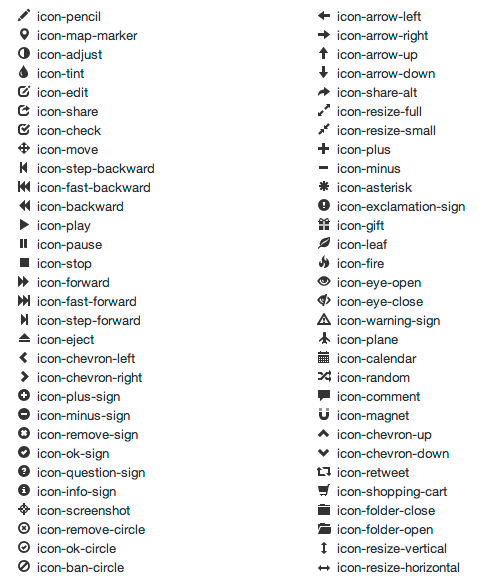 icon-pencil
icon-map-marker
icon-adjust
icon-tint
icon-edit
icon-share
icon-check
icon-move
icon-step-backward
icon-fast-backward
icon-backward
icon-play
icon-pause
icon-stop
icon-forward
icon-fast-forward
icon-step-forward
icon-eject
icon-chevron-left
icon-chevron-right
icon-plus-sign
icon-minus-sign
icon-remove-sign
icon-ok-sign
icon-question-sign
icon-info-sign
icon-screenshot
icon-remove-circle
icon-ok-circle
icon-ban-circle
icon-arrow-left
icon-arrow-right
icon-arrow-up
icon-arrow-down
icon-share-alt
icon-resize-full
icon-resize-small
icon-plus
icon-minus
icon-asterisk
icon-exclamation-sign
icon-gift
icon-leaf
icon-fire
icon-eye-open
icon-eye-close
icon-warning-sign
icon-plane
icon-calendar
icon-random
icon-comment
icon-magnet
icon-chevron-up
icon-chevron-down
icon-retweet
icon-shopping-cart
icon-folder-close
icon-folder-open
icon-resize-vertical
icon-resize-horizontal